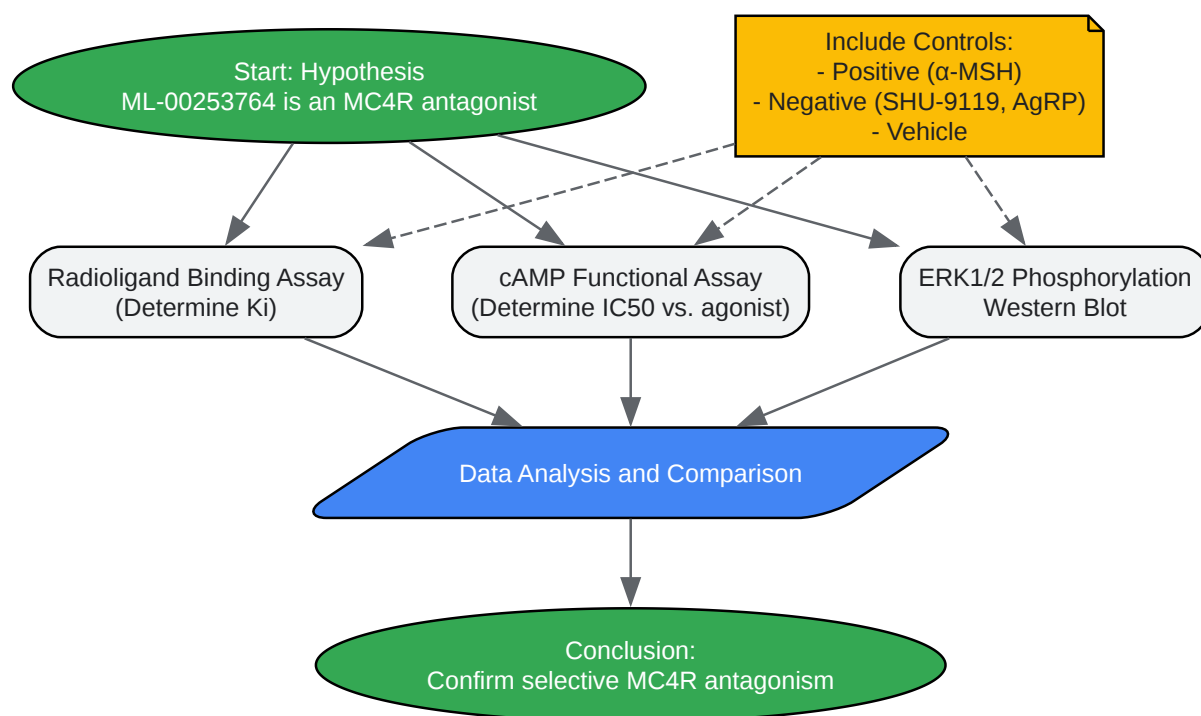 Start: Hypothesis
ML-00253764 is an MC4R antagonist
Include Controls:
- Positive (α-MSH)
- Negative (SHU-9119, AgRP)
- Vehicle
Radioligand Binding Assay
(Determine Ki)
cAMP Functional Assay
(Determine IC50 vs. agonist)
ERK1/2 Phosphorylation
Western Blot
Data Analysis and Comparison
Conclusion:
Confirm selective MC4R antagonism